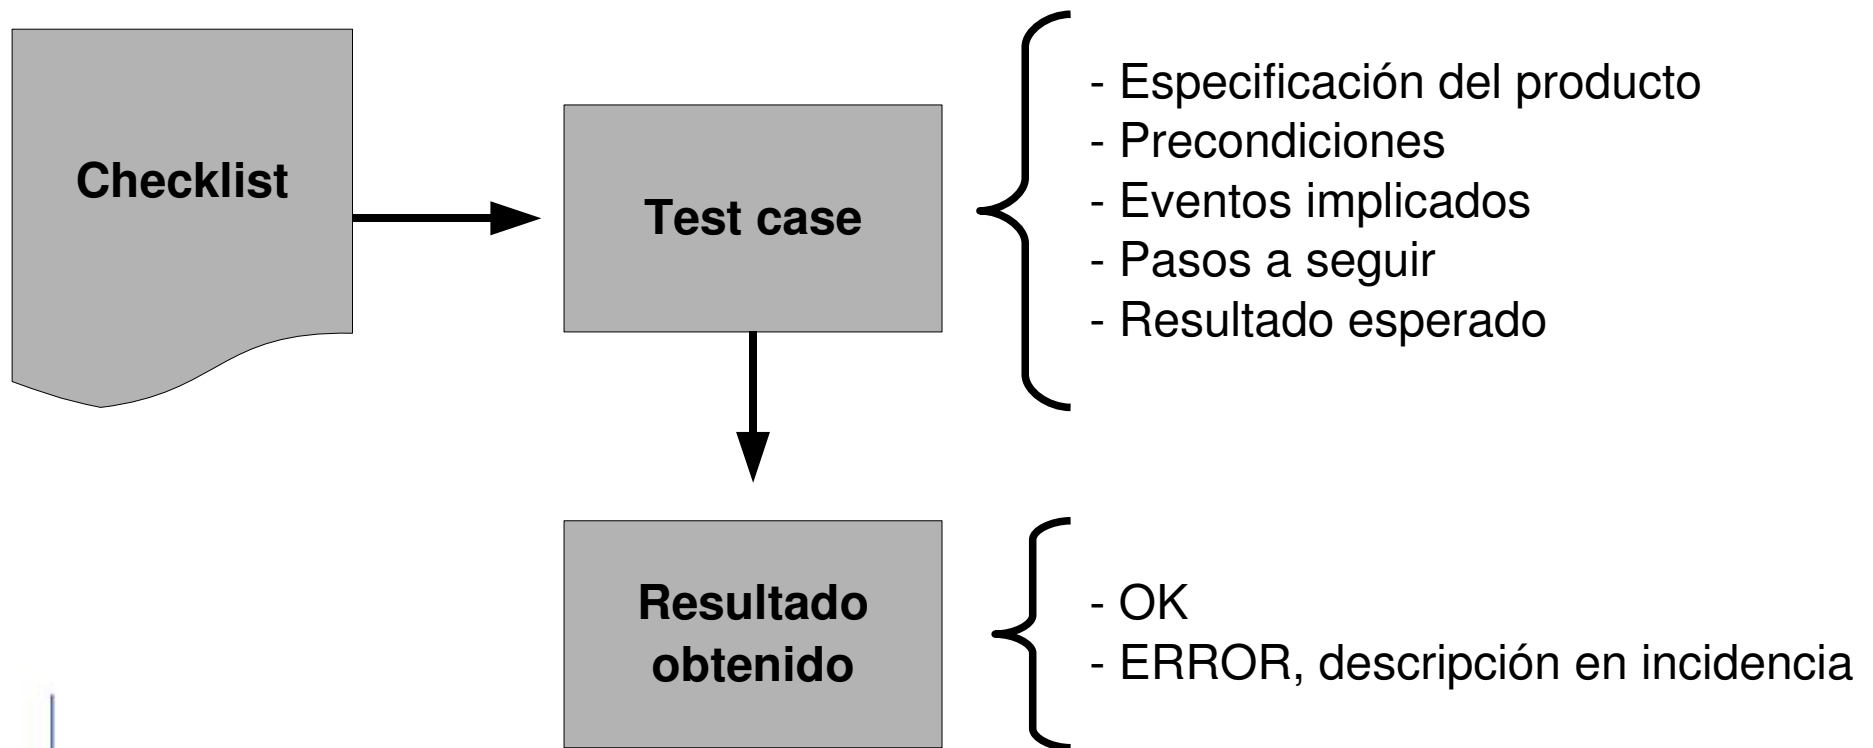 Checklist
Test case
- Especificación del producto
- Precondiciones
- Eventos implicados
- Pasos a seguir
- Resultado esperado
Resultado
obtenido
- OK
- ERROR, descripción en incidencia